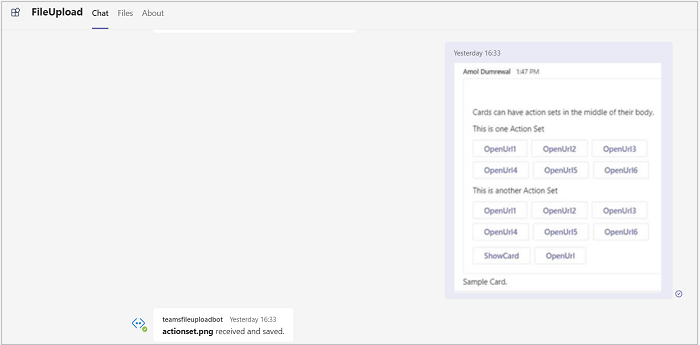 FileUpload Chat Files About
Yesterday 16:33
Amol Dumrewal 1:47 PM
Cards can have action sets in the middle of their body.
This is one Action Set
OpenUrl1 OpenUrl2 OpenUrl3
OpenUrl4 OpenUrl5 OpenUrl6
This is another Action Set
OpenUrl1 OpenUrl2 OpenUrl3
OpenUrl4 OpenUrl5 OpenUrl6
ShowCard OpenUrl
Sample Card.
teamsfileuploadbot Yesterday 16:33
actionset.png received and saved.